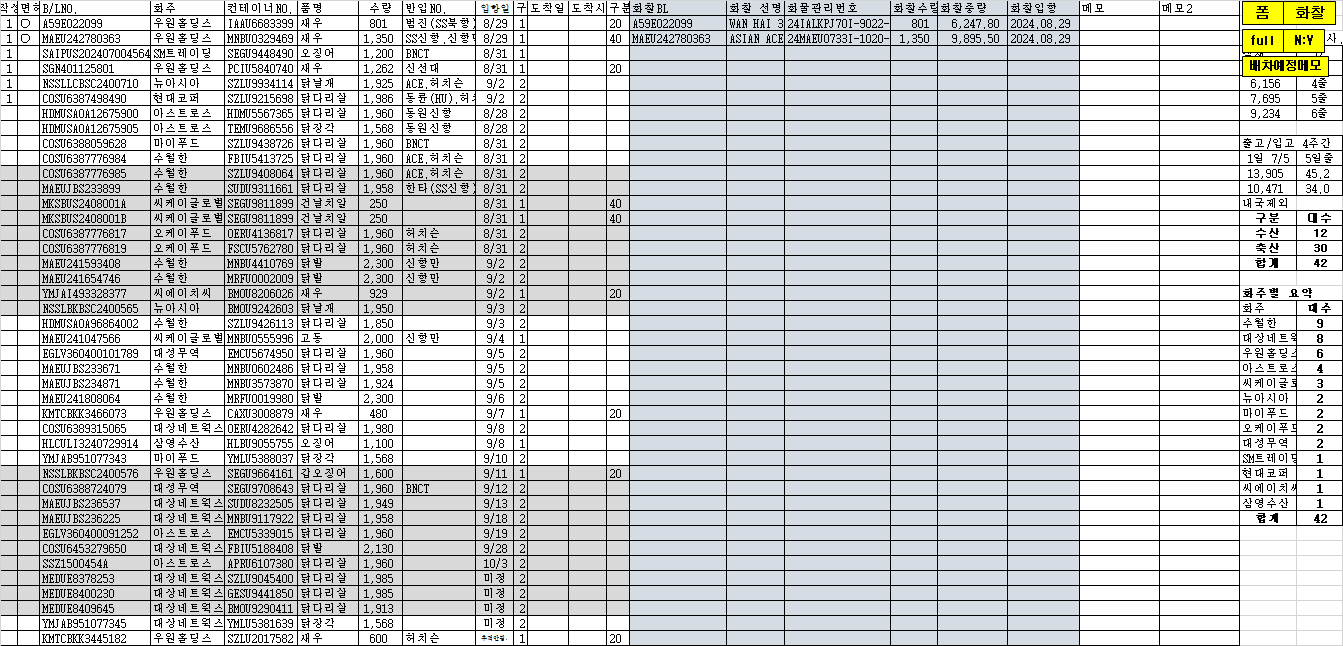 작성 면허 B/LNO. 화주 컨테이너NO. 품명 수량 반입NO. 입항일 구 도착일 도착시 구분 화찰BL 화찰 선명 화물관리번호 화찰수량 화찰중량 화찰입항 메모 메모2 폼 화찰
1 O A59E022099 우원홀딩스 IAAU6683399 새우 801 범진(SS북항) 8/29 1 20 A59E022099 WAN HAI 3 24IALKPJ70I-9022- 801 6,247.80 2024.08.29
1 O MAEU242780363 우원홀딩스 MNBU0329469 새우 1,350 SS신항,신항만 8/29 1 40 MAEU242780363 ASIAN ACE 24MAEU0733I-1020- 1,350 9,895.50 2024.08.29 full N:Y
1 SAIPUS202407004564 SM트레이딩 SEGU9448490 오징어 1,200 BNCT 8/31 1
1 SGN401125801 우원홀딩스 PCIU5840740 새우 1,262 신선대 8/31 1 20 배차예정메모
1 NSSLLCBSC2400710 뉴아시아 SZLU9934114 닭날개 1,925 ACE,허치슨 9/2 2 6,156 4줄
1 COSU6387498490 현대코퍼 SZLU9215698 닭다리살 1,986 동륜(HU),허치 9/2 2 7,695 5줄
HDMUSAOA12675900 아스트로스 HDMU5567365 닭다리살 1,960 동원신항 8/28 2 9,234 6줄
HDMUSAOA12675905 아스트로스 TEMU9686556 닭장각 1,568 동원신항 8/28 2
COSU6388059628 마이푸드 SZLU9438726 닭다리살 1,960 BNCT 8/31 2 출고/입고 4주간
COSU6387776984 수월한 FBIU5413725 닭다리살 1,960 ACE,허치슨 8/31 2 1일 7/5 5일줄
COSU6387776985 수월한 SZLU9408064 닭다리살 1,960 ACE,허치슨 8/31 2 13,905 45.2
MAEUJBS233899 수월한 SUDU9311661 닭다리살 1,958 한타(SS신항) 8/31 2 10,471 34.0
MKSBUS2408001A 씨케이글로벌 SEGU9811899 건날치알 250 8/31 1 40 내국제외
MKSBUS2408001B 씨케이글로벌 SEGU9811899 건날치알 250 8/31 1 40 구분 대수
COSU6387776817 오케이푸드 OERU4136817 닭다리살 1,960 허치슨 8/31 2 수산 12
COSU6387776819 오케이푸드 FSCU5762780 닭다리살 1,960 허치슨 8/31 2 축산 30
MAEU241593408 수월한 MNBU4410769 닭발 2,300 신항만 9/2 2 합계 42
MAEU241654746 수월한 MRFU0002009 닭발 2,300 신항만 9/2 2
YMJAI493328377 씨에이치씨 BMOU8206026 새우 929 9/2 1 20 화주별 요약
NSSLBKBSC2400565 뉴아시아 BMOU9242603 닭날개 1,950 9/3 2 화주 대수
HDMUSAOA96864002 수월한 SZLU9426113 닭다리살 1,850 9/3 2 수월한 9
MAEU241047566 씨케이글로벌 MNBU0555996 고등 2,000 신항만 9/4 1 대상네트웍 8
EGLV360400101789 대성무역 EMCU5674950 닭다리살 1,960 9/5 2 우원홀딩스 6
MAEUJBS233671 수월한 MNBU0602486 닭다리살 1,958 9/5 2 아스트로스 4
MAEUJBS234871 수월한 MNBU3573870 닭다리살 1,924 9/5 2 씨케이글로 3
MAEU241808064 수월한 MRFU0019980 닭발 2,300 9/6 2 뉴아시아 2
KMTCBKK3466073 우원홀딩스 CAXU3008879 새우 480 9/7 1 20 마이푸드 2
COSU6389315065 대상네트웍스 OERU4282642 닭다리살 1,980 9/8 2 오케이푸드 2
HLCULI3240729914 삼영수산 HLBU9055755 오징어 1,100 9/8 1 대성무역 2
YMJAB951077343 마이푸드 YMLU5388037 닭장각 1,568 9/10 2 SM트레이딩 1
NSSLBKBSC2400576 우원홀딩스 SEGU9664161 갑오징어 1,600 9/11 1 20 현대코퍼 1
COSU6388724079 대성무역 SEGU9708643 닭다리살 1,960 BNCT 9/12 2 씨에이치씨 1
MAEUJBS236537 대상네트웍스 SUDU8232505 닭다리살 1,949 9/13 2 삼영수산 1
MAEUJBS236225 대상네트웍스 MNBU9117922 닭다리살 1,958 9/18 2 합계 42
EGLV360400091252 아스트로스 EMCU5339015 닭다리살 1,960 9/19 2
COSU6453279650 대상네트웍스 FBIU5188408 닭발 2,130 9/28 2
SSZ1500454A 아스트로스 APRU6107380 닭다리살 1,960 10/3 2
MEDUE8378253 대상네트웍스 SZLU9045400 닭다리살 1,985 미정 2
MEDUE8400230 대상네트웍스 GESU9441850 닭다리살 1,985 미정 2
MEDUE8409645 대상네트웍스 BMOU9290411 닭다리살 1,913 미정 2
YMJAB951077345 대상네트웍스 YMLU5381639 닭장각 1,568 미정 2
KMTCBKK3445182 우원홀딩스 SZLU2017582 새우 600 허치슨 1 20